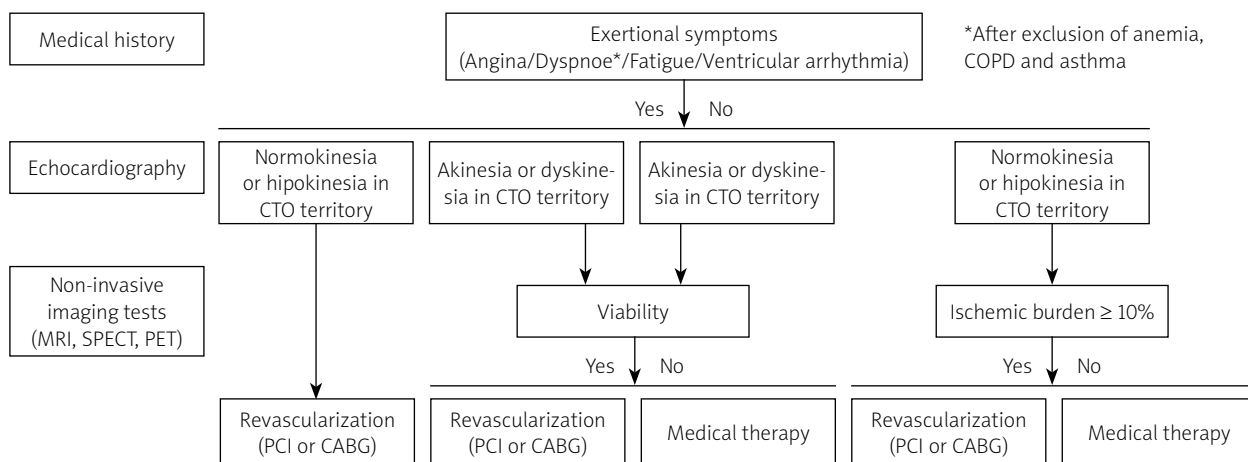 Medical history
Exertional symptoms
(Angina/Dyspnoe*/Fatigue/Ventricular arrhythmia)
*After exclusion of anemia,
COPD and asthma
Yes No
Echocardiography
Normokinesia
or hipokinesia in
CTO territory
Akinesia or dyskine-
sia in CTO territory
Akinesia or dyskine-
sia in CTO territory
Normokinesia
or hipokinesia in
CTO territory
Non-invasive
imaging tests
(MRI, SPECT, PET)
Viability
Ischemic burden ≥ 10%
Yes No
Yes No
Revascularization
(PCI or CABG)
Revascularization
(PCI or CABG)
Medical therapy
Revascularization
(PCI or CABG)
Medical therapy